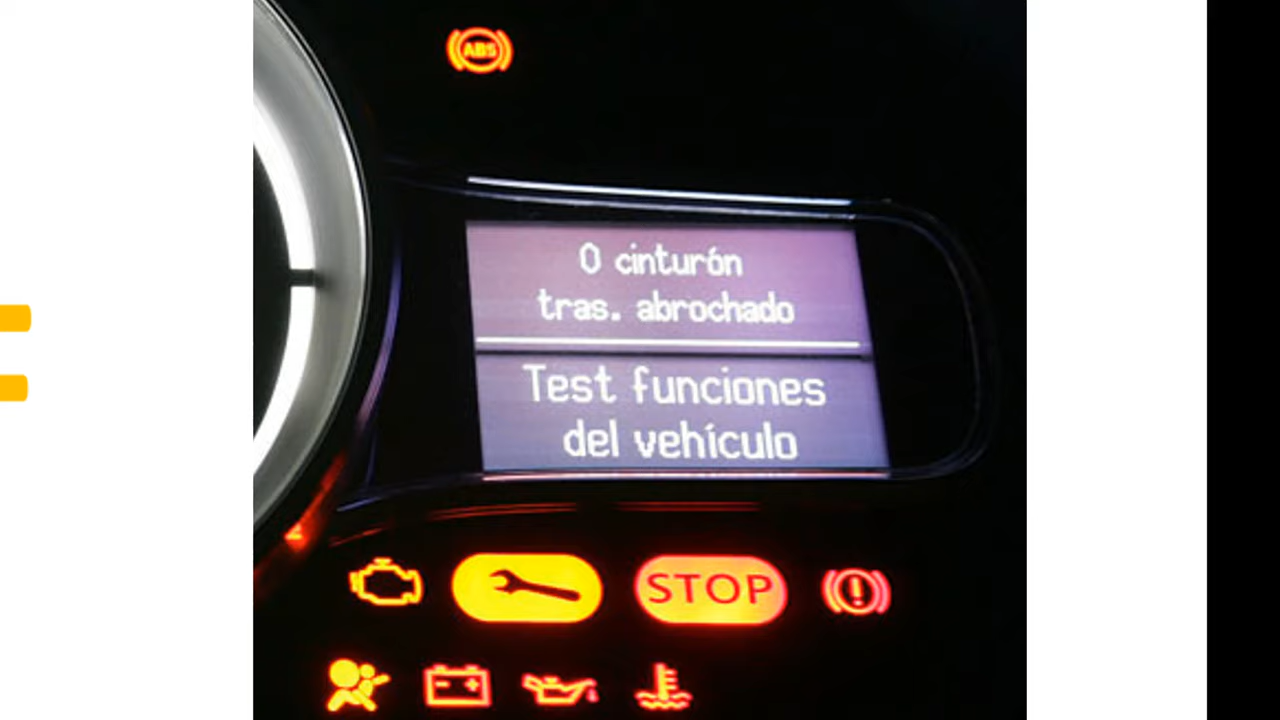 ABS
0 cinturón
tras. abrochado
Test funciones
del vehículo
STOP